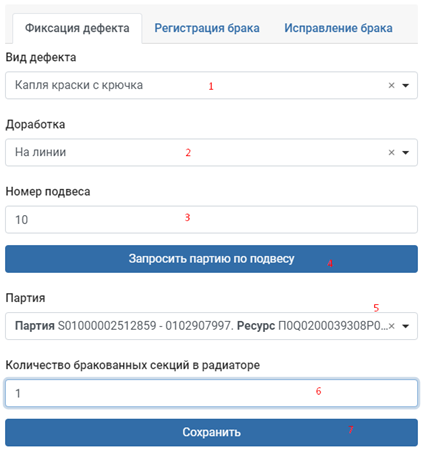 Фиксация дефекта Регистрация брака Исправление брака
Вид дефекта
Капля краски с крючка × 1
Доработка
На линии × 2
Номер подвеса
10 3
Запросить партию по подвесу 4
Партия 5
Партия S01000002512859 - 0102907997. Ресурс П0Q0200039308P0...×
Количество бракованных секций в радиаторе
1 6
Сохранить 7